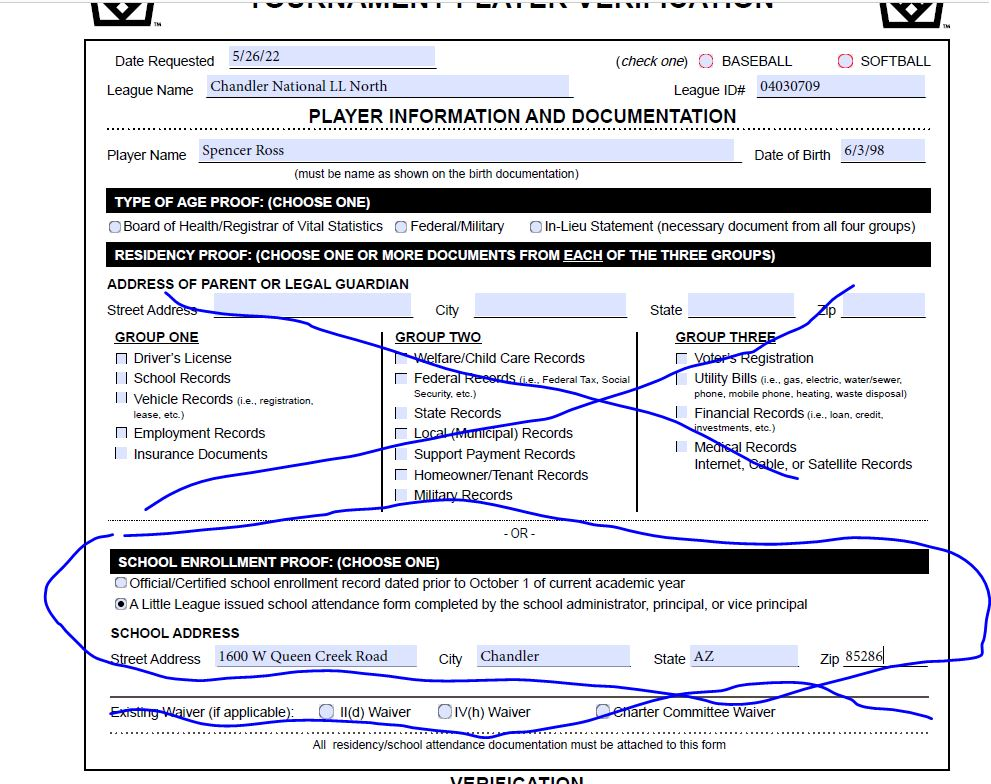 TOURNAMENT PLAYER VERIFICATION
TM TM
Date Requested 5/26/22 (check one) BASEBALL SOFTBALL
League Name Chandler National LL North League ID# 04030709
PLAYER INFORMATION AND DOCUMENTATION
Player Name Spencer Ross Date of Birth 6/3/98
(must be name as shown on the birth documentation)
TYPE OF AGE PROOF: (CHOOSE ONE)
Board of Health/Registrar of Vital Statistics Federal/Military In-Lieu Statement (necessary document from all four groups)
RESIDENCY PROOF: (CHOOSE ONE OR MORE DOCUMENTS FROM EACH OF THE THREE GROUPS)
ADDRESS OF PARENT OR LEGAL GUARDIAN
Street Address City State Zip
GROUP ONE
Driver's License
School Records
Vehicle Records (i.e., registration,
lease, etc.)
Employment Records
Insurance Documents
GROUP TWO
Welfare/Child Care Records
Federal Records (i.e., Federal Tax, Social
Security, etc.)
State Records
Local (Municipal) Records
Support Payment Records
Homeowner/Tenant Records
Military Records
GROUP THREE
Voter's Registration
Utility Bills (i.e., gas, electric, water/sewer,
phone, mobile phone, heating, waste disposal)
Financial Records (i.e., loan, credit,
investments, etc.)
Medical Records
Internet, Cable, or Satellite Records
- OR -
SCHOOL ENROLLMENT PROOF: (CHOOSE ONE)
Official/Certified school enrollment record dated prior to October 1 of current academic year
A Little League issued school attendance form completed by the school administrator, principal, or vice principal
SCHOOL ADDRESS
Street Address 1600 W Queen Creek Road City Chandler State AZ Zip 85286
Existing Waiver (if applicable): II(d) Waiver IV(h) Waiver Charter Committee Waiver
All residency/school attendance documentation must be attached to this form
VERIFICATION